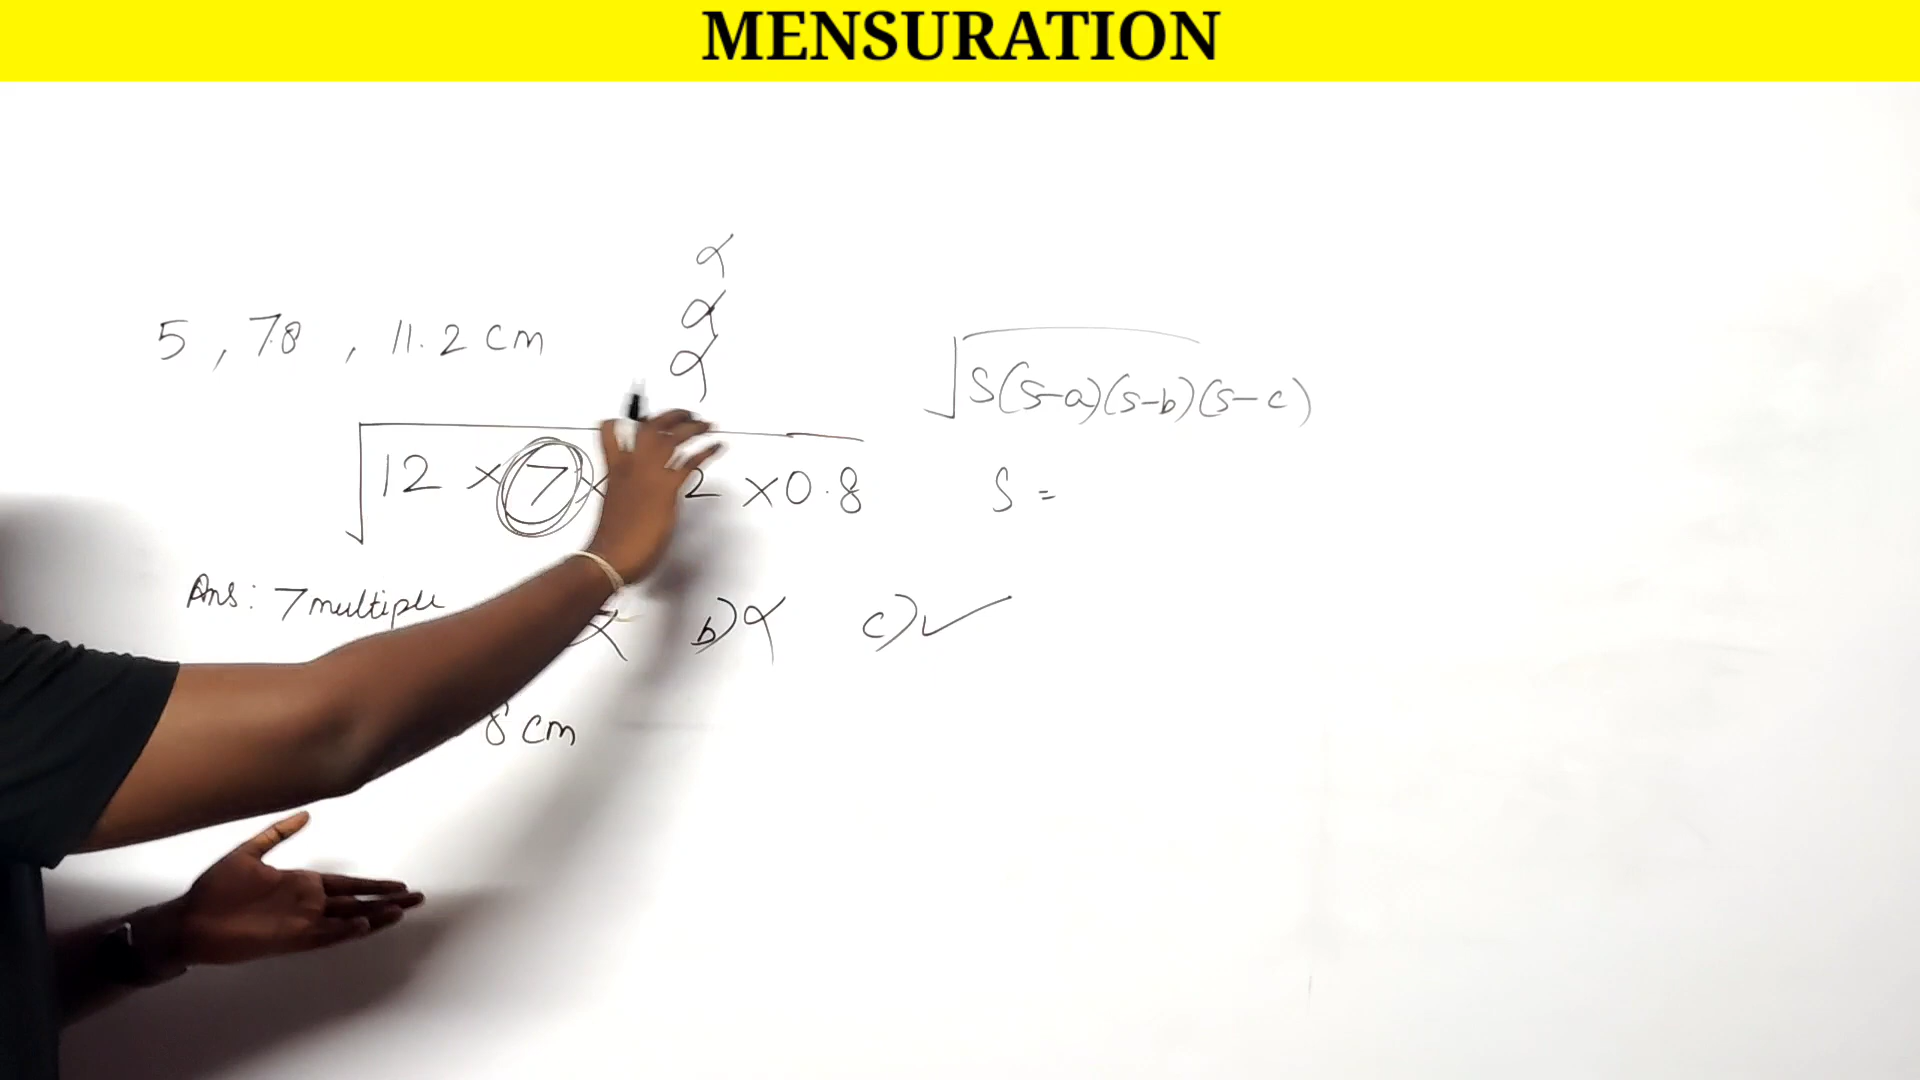 MENSURATION
5 , 7.8 , 11.2 cm
√s(s-a)(s-b)(s-c)
√12 × 7 × 2 × 0.8
S =
Ans: 7 multiple
b) c)
8 cm